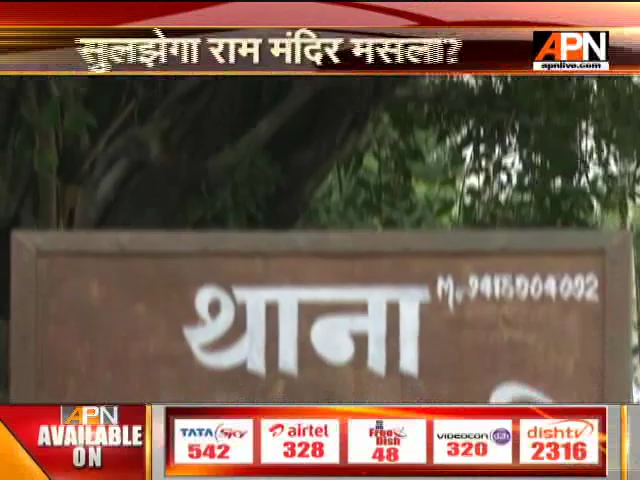 सुलझेगा राम मंदिर मसला?
APN
apnlive.com
थाना
M.9415904092
APN
AVAILABLE
ON
TATA Sky
542
airtel
328
Free Dish
48
VIDEOCON d2h
320
dishtv
2316